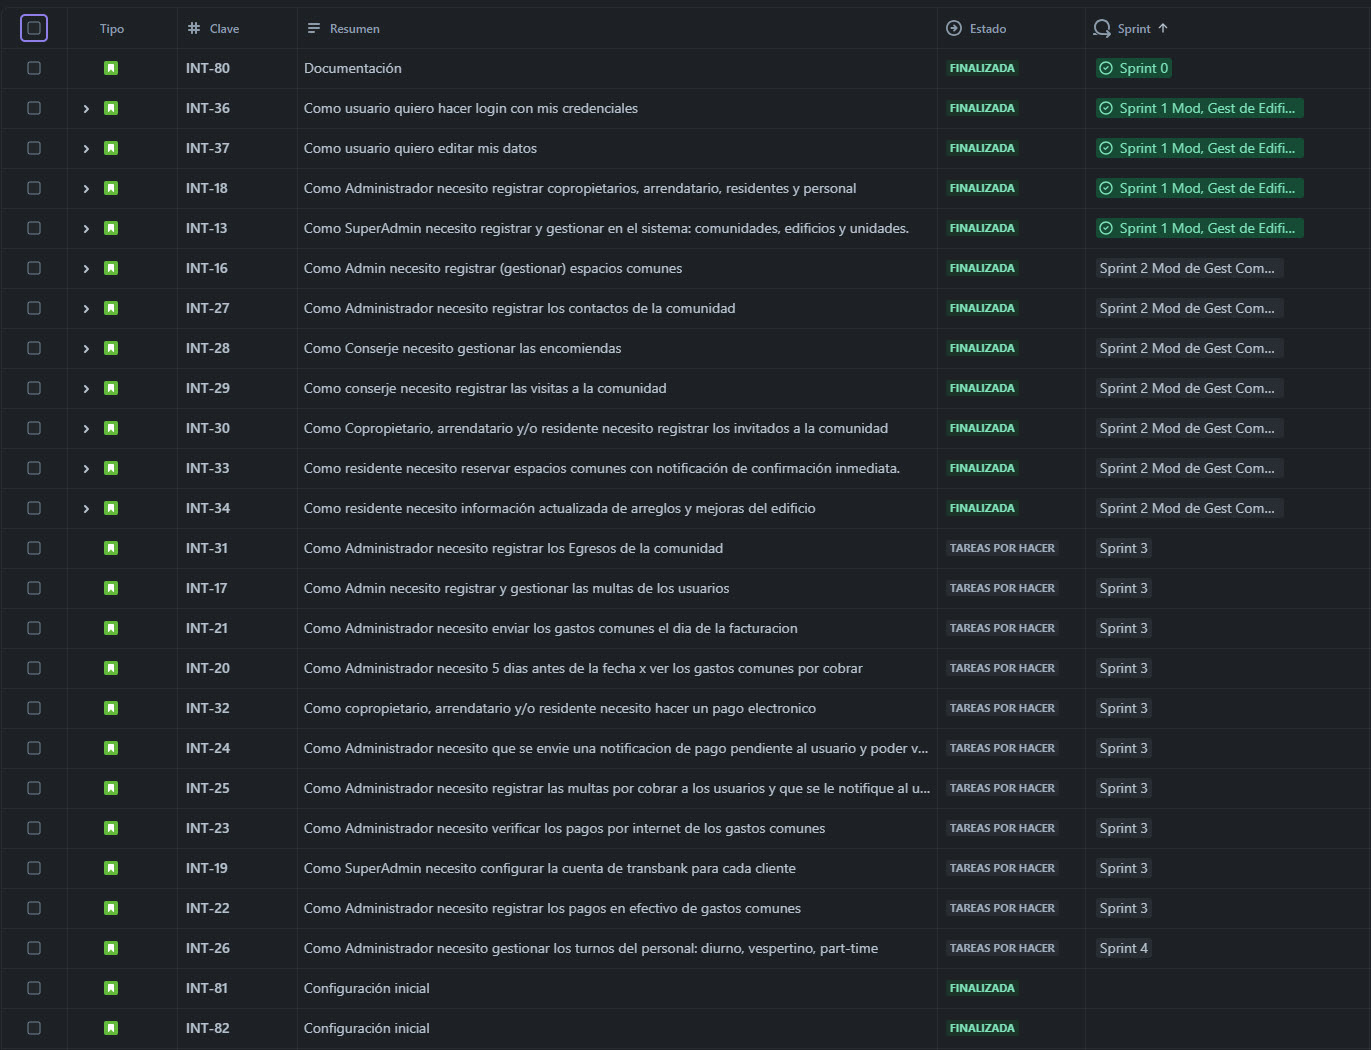 Tipo Clave Resumen Estado Sprint
INT-80 Documentación FINALIZADA Sprint 0
INT-36 Como usuario quiero hacer login con mis credenciales FINALIZADA Sprint 1 Mod, Gest de Edifi...
INT-37 Como usuario quiero editar mis datos FINALIZADA Sprint 1 Mod, Gest de Edifi...
INT-18 Como Administrador necesito registrar copropietarios, arrendatario, residentes y personal FINALIZADA Sprint 1 Mod, Gest de Edifi...
INT-13 Como SuperAdmin necesito registrar y gestionar en el sistema: comunidades, edificios y unidades. FINALIZADA Sprint 1 Mod, Gest de Edifi...
INT-16 Como Admin necesito registrar (gestionar) espacios comunes FINALIZADA Sprint 2 Mod de Gest Com...
INT-27 Como Administrador necesito registrar los contactos de la comunidad FINALIZADA Sprint 2 Mod de Gest Com...
INT-28 Como Conserje necesito gestionar las encomiendas FINALIZADA Sprint 2 Mod de Gest Com...
INT-29 Como conserje necesito registrar las visitas a la comunidad FINALIZADA Sprint 2 Mod de Gest Com...
INT-30 Como Copropietario, arrendatario y/o residente necesito registrar los invitados a la comunidad FINALIZADA Sprint 2 Mod de Gest Com...
INT-33 Como residente necesito reservar espacios comunes con notificación de confirmación inmediata. FINALIZADA Sprint 2 Mod de Gest Com...
INT-34 Como residente necesito información actualizada de arreglos y mejoras del edificio FINALIZADA Sprint 2 Mod de Gest Com...
INT-31 Como Administrador necesito registrar los Egresos de la comunidad TAREAS POR HACER Sprint 3
INT-17 Como Admin necesito registrar y gestionar las multas de los usuarios TAREAS POR HACER Sprint 3
INT-21 Como Administrador necesito enviar los gastos comunes el dia de la facturacion TAREAS POR HACER Sprint 3
INT-20 Como Administrador necesito 5 dias antes de la fecha x ver los gastos comunes por cobrar TAREAS POR HACER Sprint 3
INT-32 Como copropietario, arrendatario y/o residente necesito hacer un pago electronico TAREAS POR HACER Sprint 3
INT-24 Como Administrador necesito que se envie una notificacion de pago pendiente al usuario y poder v... TAREAS POR HACER Sprint 3
INT-25 Como Administrador necesito registrar las multas por cobrar a los usuarios y que se le notifique al u... TAREAS POR HACER Sprint 3
INT-23 Como Administrador necesito verificar los pagos por internet de los gastos comunes TAREAS POR HACER Sprint 3
INT-19 Como SuperAdmin necesito configurar la cuenta de transbank para cada cliente TAREAS POR HACER Sprint 3
INT-22 Como Administrador necesito registrar los pagos en efectivo de gastos comunes TAREAS POR HACER Sprint 3
INT-26 Como Administrador necesito gestionar los turnos del personal: diurno, vespertino, part-time TAREAS POR HACER Sprint 4
INT-81 Configuración inicial FINALIZADA
INT-82 Configuración inicial FINALIZADA